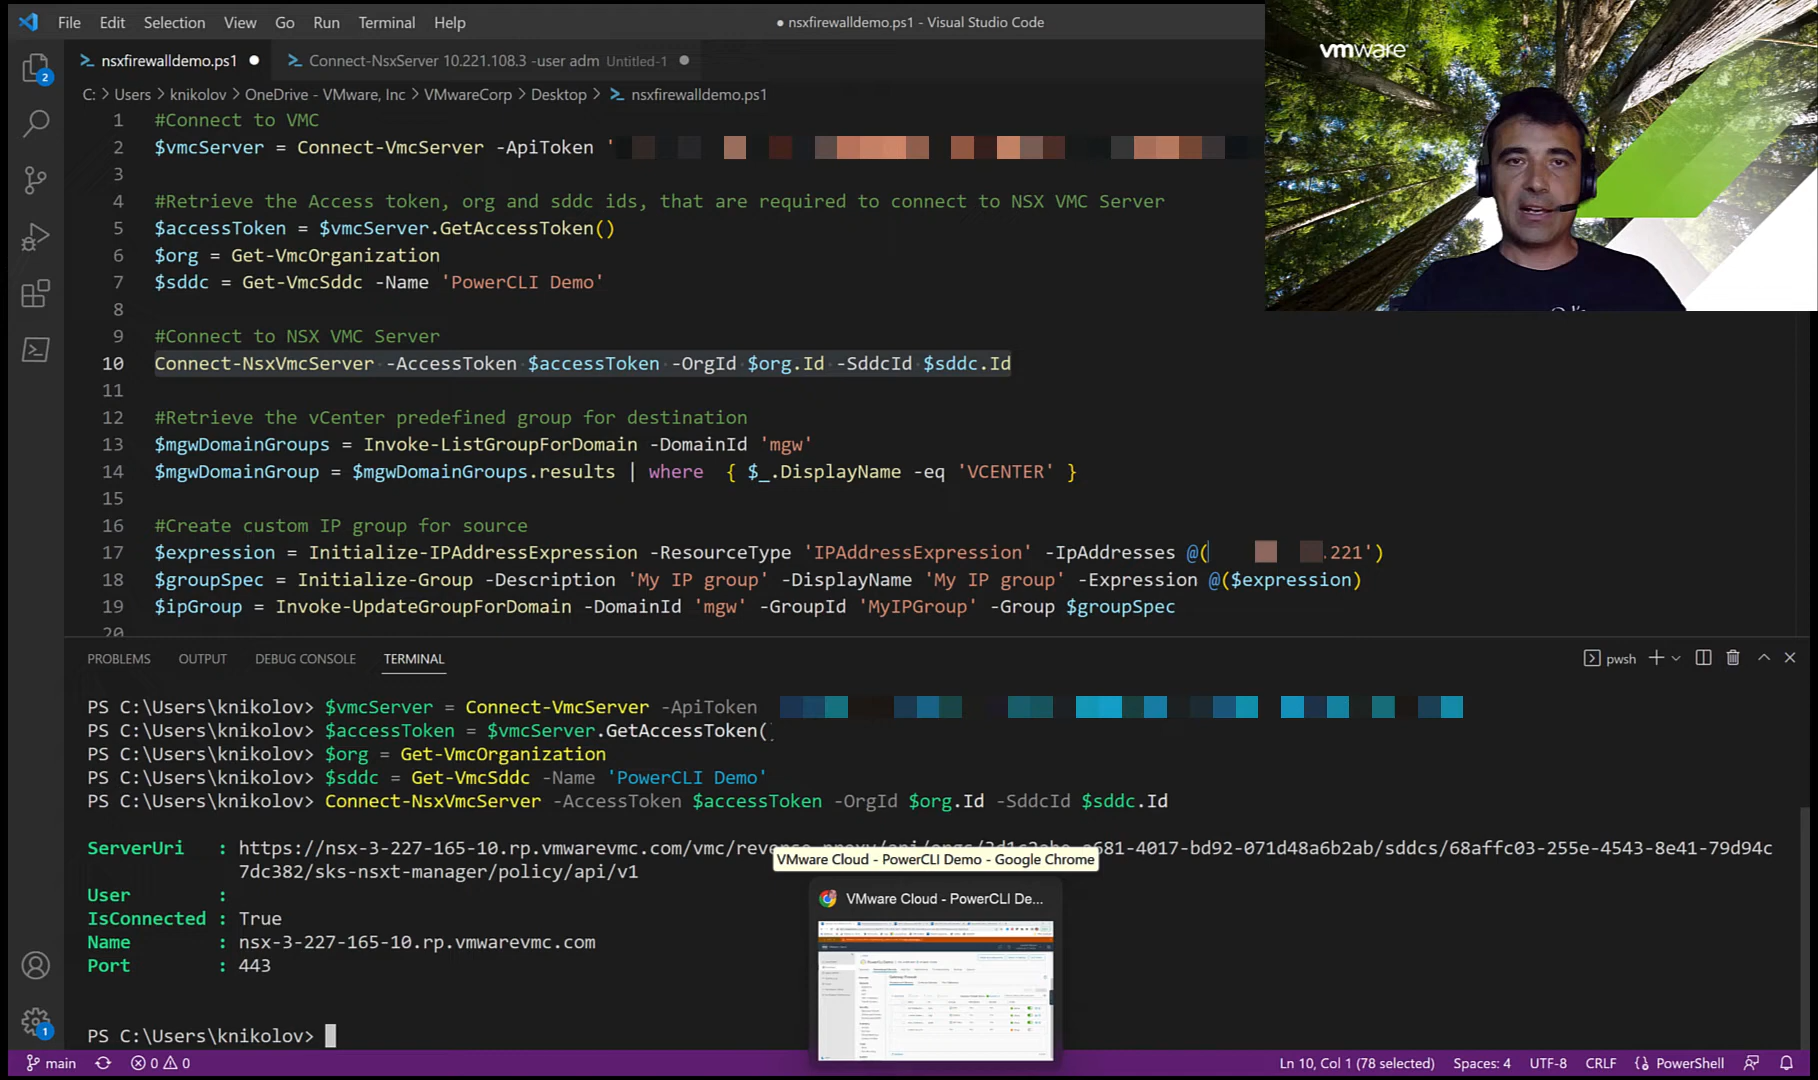 File Edit Selection View Go Run Terminal Help
● nsxfirewalldemo.ps1 - Visual Studio Code
vmware
nsxfirewalldemo.ps1 ●
Connect-NsxServer 10.221.108.3 -user adm Untitled-1 ●
C: > Users > knikolov > OneDrive - VMware, Inc > VMwareCorp > Desktop > nsxfirewalldemo.ps1
2
1 #Connect to VMC
2 $vmcServer = Connect-VmcServer -ApiToken '
3
4 #Retrieve the Access token, org and sddc ids, that are required to connect to NSX VMC Server
5 $accessToken = $vmcServer.GetAccessToken()
6 $org = Get-VmcOrganization
7 $sddc = Get-VmcSddc -Name 'PowerCLI Demo'
8
9 #Connect to NSX VMC Server
10 Connect-NsxVmcServer -AccessToken $accessToken -OrgId $org.Id -SddcId $sddc.Id
11
12 #Retrieve the vCenter predefined group for destination
13 $mgwDomainGroups = Invoke-ListGroupForDomain -DomainId 'mgw'
14 $mgwDomainGroup = $mgwDomainGroups.results | where { $_.DisplayName -eq 'VCENTER' }
15
16 #Create custom IP group for source
17 $expression = Initialize-IPAddressExpression -ResourceType 'IPAddressExpression' -IpAddresses @( .221')
18 $groupSpec = Initialize-Group -Description 'My IP group' -DisplayName 'My IP group' -Expression @($expression)
19 $ipGroup = Invoke-UpdateGroupForDomain -DomainId 'mgw' -GroupId 'MyIPGroup' -Group $groupSpec
20
PROBLEMS OUTPUT DEBUG CONSOLE TERMINAL
pwsh
PS C:\Users\knikolov> $vmcServer = Connect-VmcServer -ApiToken
PS C:\Users\knikolov> $accessToken = $vmcServer.GetAccessToken()
PS C:\Users\knikolov> $org = Get-VmcOrganization
PS C:\Users\knikolov> $sddc = Get-VmcSddc -Name 'PowerCLI Demo'
PS C:\Users\knikolov> Connect-NsxVmcServer -AccessToken $accessToken -OrgId $org.Id -SddcId $sddc.Id
ServerUri : https://nsx-3-227-165-10.rp.vmwarevmc.com/vmc/reve 681-4017-bd92-071d48a6b2ab/sddcs/68affc03-255e-4543-8e41-79d94c
7dc382/sks-nsxt-manager/policy/api/v1
User :
IsConnected : True
Name : nsx-3-227-165-10.rp.vmwarevmc.com
Port : 443
VMware Cloud - PowerCLI Demo - Google Chrome
VMware Cloud - PowerCLI De...
PS C:\Users\knikolov>
1
main 0 0
Ln 10, Col 1 (78 selected) Spaces: 4 UTF-8 CRLF {} PowerShell